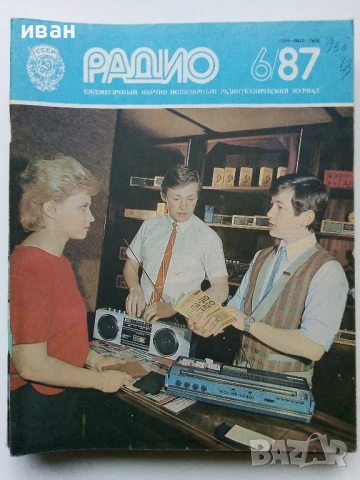 иван
СССР
РАДИО
6/87
ЕЖЕМЕСЯЧНЫЙ НАУЧНО-ПОПУЛЯРНЫЙ РАДИОТЕХНИЧЕСКИЙ ЖУРНАЛ
BAZAR